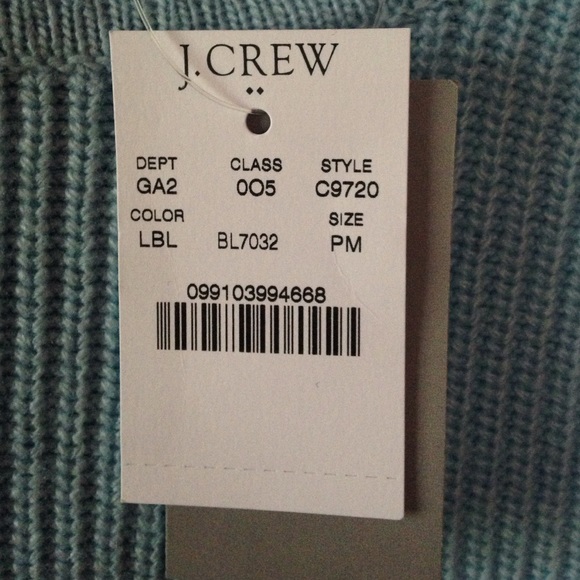 J.CREW
DEPT CLASS STYLE
GA2 0O5 C9720
COLOR SIZE
LBL BL7032 PM
099103994668